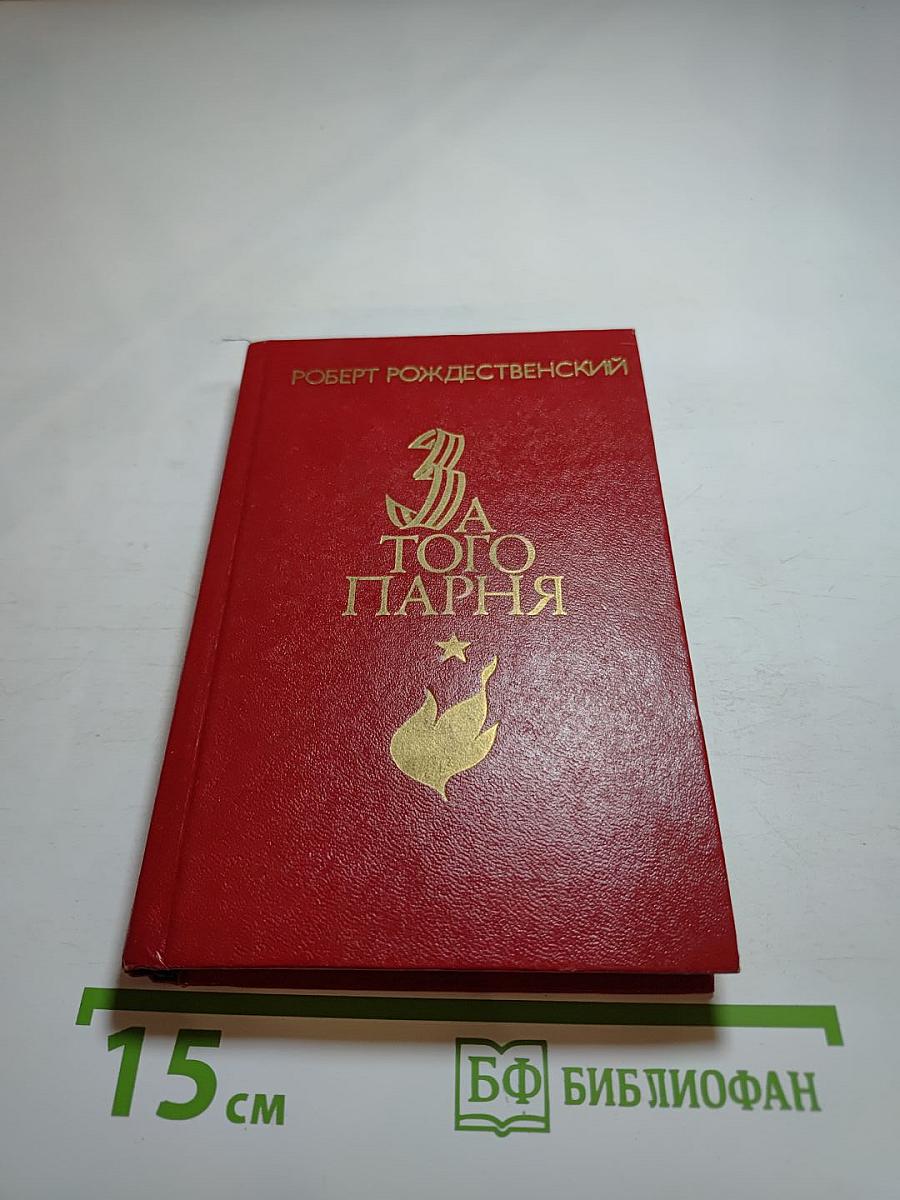 РОБЕРТ РОЖДЕСТВЕНСКИЙ
ЗА
ТОГО
ПАРНЯ
15 см
БФ БИБЛИОФАН